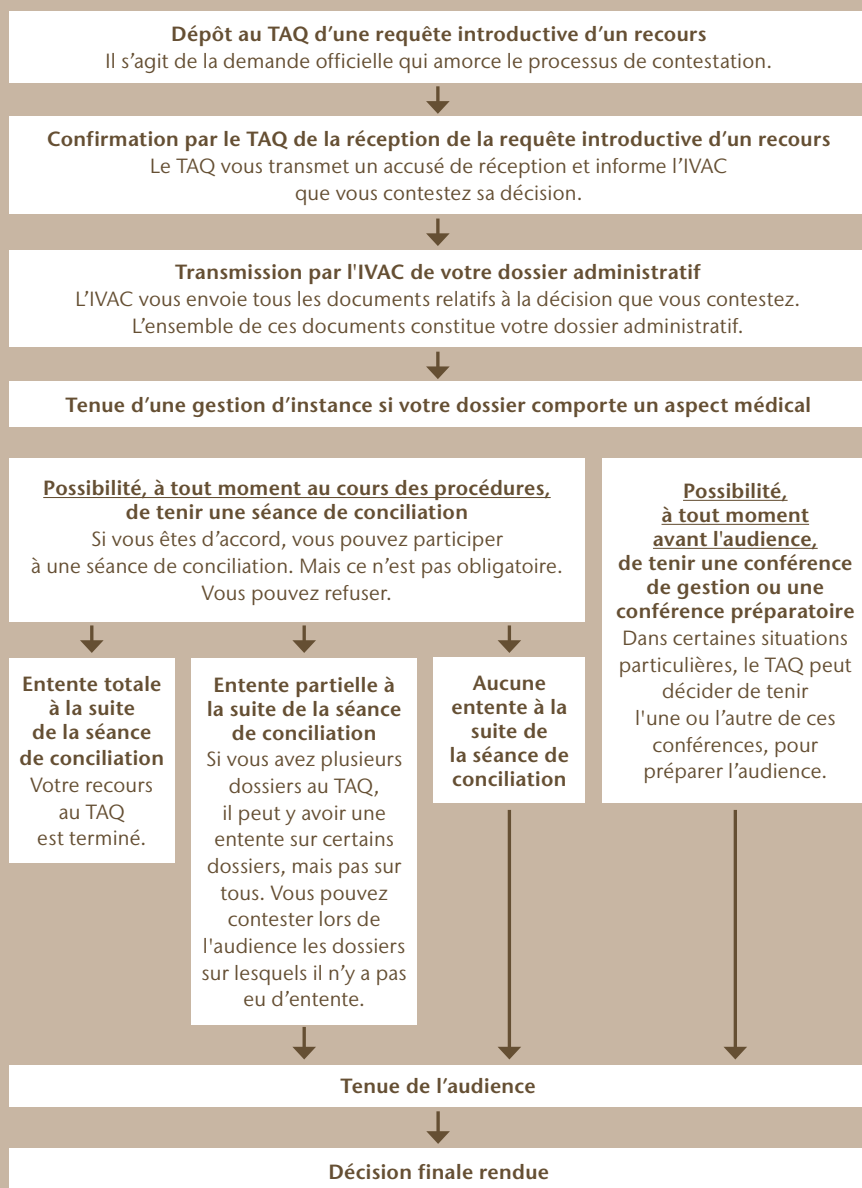 Dépôt au TAQ d’une requête introductive d’un recours
Il s’agit de la demande officielle qui amorce le processus de contestation.
Confirmation par le TAQ de la réception de la requête introductive d’un recours
Le TAQ vous transmet un accusé de réception et informe l’IVAC
que vous contestez sa décision.
Transmission par l'IVAC de votre dossier administratif
L’IVAC vous envoie tous les documents relatifs à la décision que vous contestez.
L’ensemble de ces documents constitue votre dossier administratif.
Tenue d’une gestion d’instance si votre dossier comporte un aspect médical
Possibilité, à tout moment au cours des procédures,
de tenir une séance de conciliation
Si vous êtes d’accord, vous pouvez participer
à une séance de conciliation. Mais ce n’est pas obligatoire.
Vous pouvez refuser.
Possibilité,
à tout moment
avant l'audience,
de tenir une conférence
de gestion ou une
conférence préparatoire
Dans certaines situations
particulières, le TAQ peut
décider de tenir
l'une ou l’autre de ces
conférences, pour
préparer l’audience.
Entente totale
à la suite
de la séance
de conciliation
Votre recours
au TAQ
est terminé.
Entente partielle à
la suite de la séance
de conciliation
Si vous avez plusieurs
dossiers au TAQ,
il peut y avoir une
entente sur certains
dossiers, mais pas sur
tous. Vous pouvez
contester lors de
l'audience les dossiers
sur lesquels il n’y a pas
eu d’entente.
Aucune
entente à la
suite de
la séance de
conciliation
Tenue de l’audience
Décision finale rendue